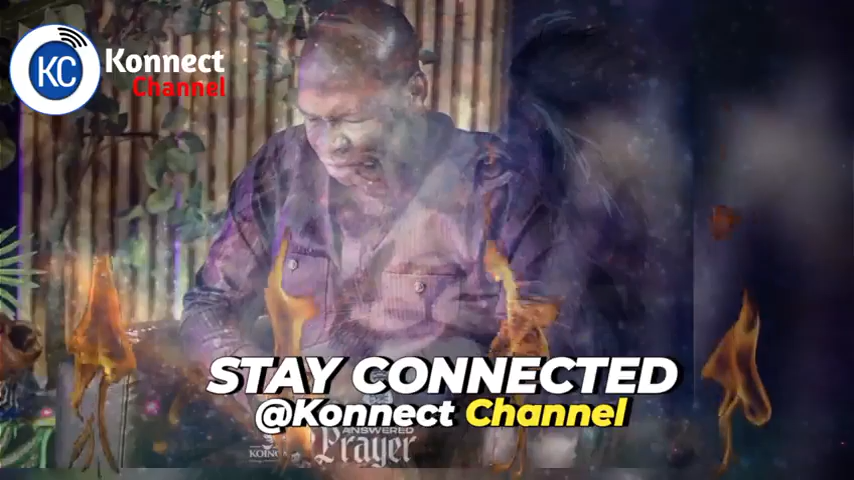 KC Konnect
Channel
STAY CONNECTED
@Konnect Channel
ANSWERED
Prayer